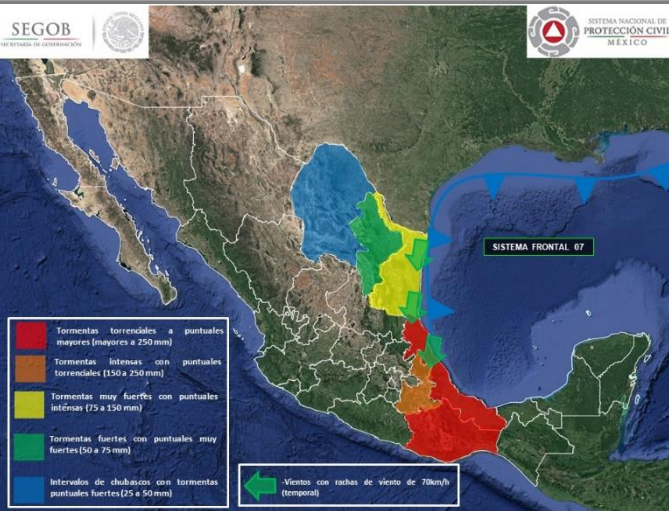 SEGOB
SECRETARÍA DE GOBERNACIÓN
SISTEMA NACIONAL DE
PROTECCIÓN CIVIL
MÉXICO
SISTEMA FRONTAL 07
Tormentas torrenciales a puntuales
mayores (mayores a 250 mm)
Tormentas intensas con puntuales
torrenciales (150 a 250 mm)
Tormentas muy fuertes con puntuales
inténsas (75 a 150 mm)
Tormentas fuertes con puntuales muy
fuertes (50 a 75 mm)
Intervalos de chubascos con tormentas
puntuales fuertes (25 a 50 mm)
-Vientos con rachas de viento de 70km/h
(temporal)